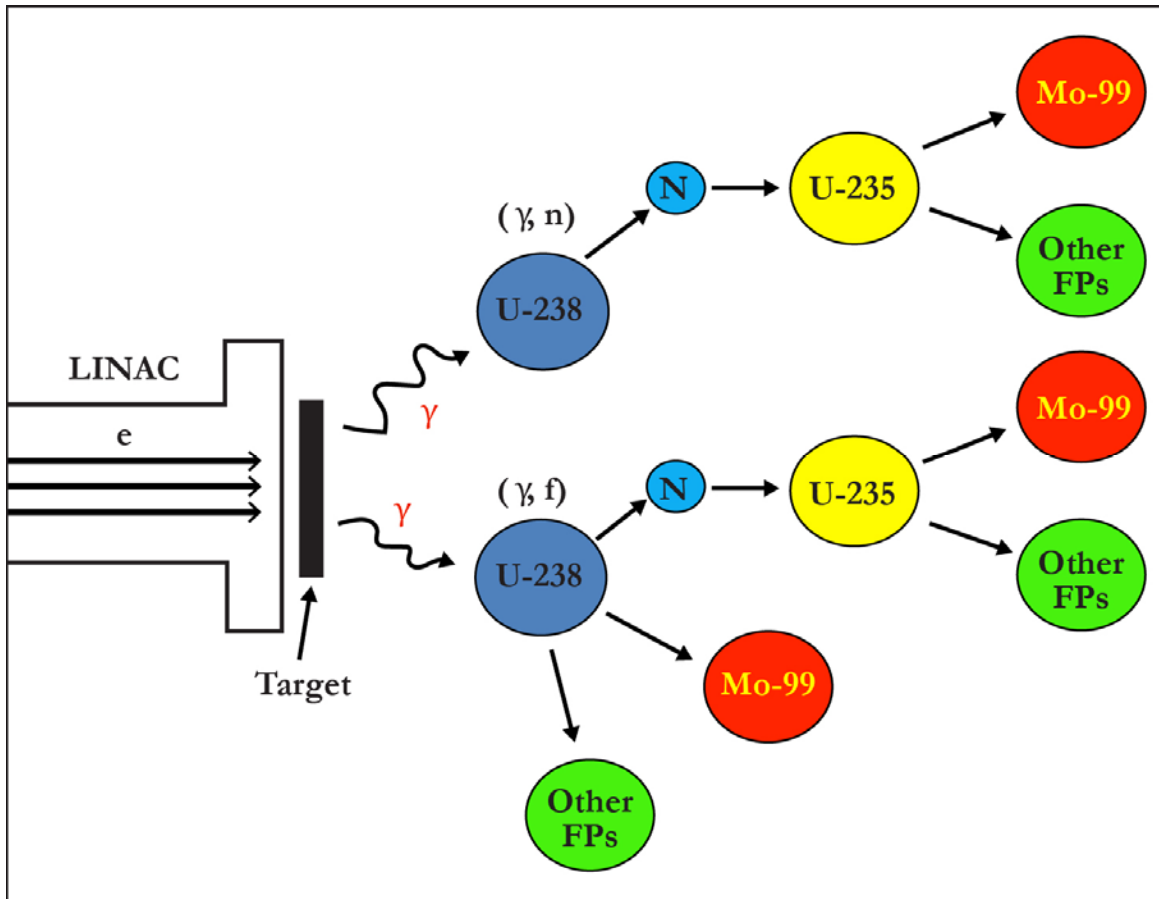 Mo-99
N
U-235
(γ, n)
Other
FPs
U-238
LINAC
γ
Mo-99
e
N
(γ, f)
U-235
γ
U-238
Other
FPs
Target
Mo-99
Other
FPs